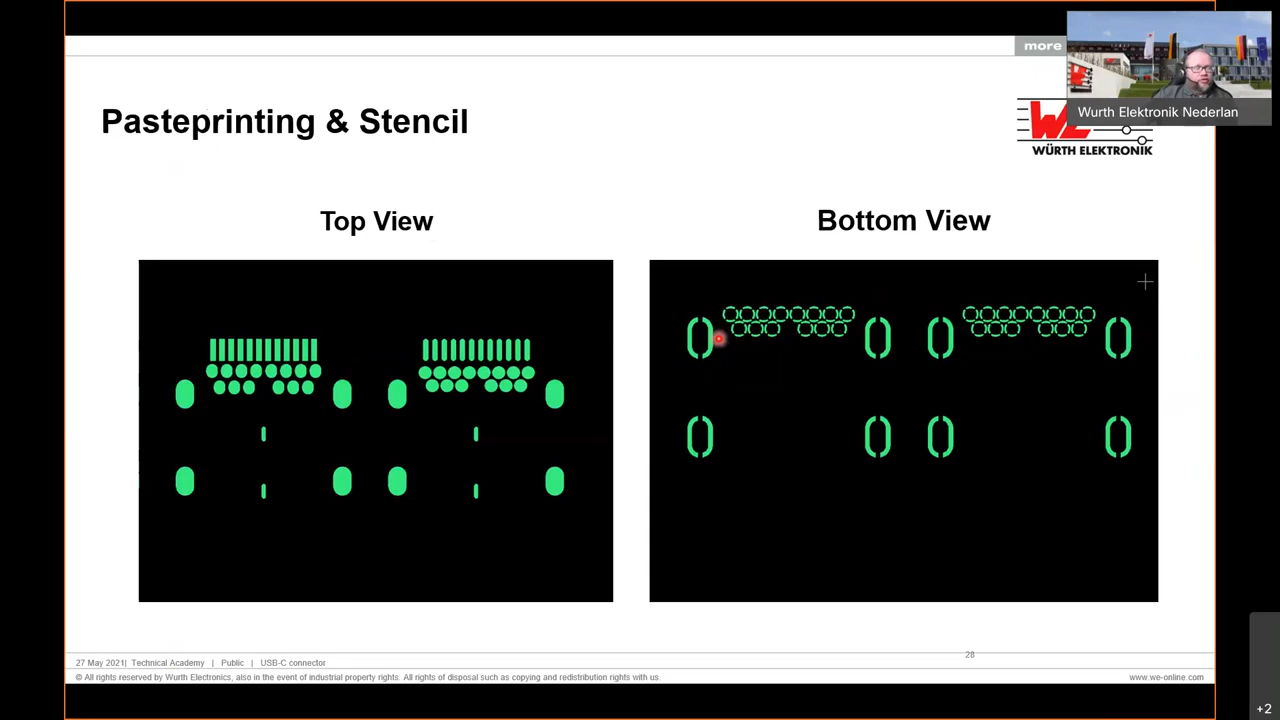 more
Wurth Elektronik Nederlan
Pasteprinting & Stencil
WE
WÜRTH ELEKTRONIK
Top View
Bottom View
28
27 May 2021| Technical Academy | Public | USB-C connector
© All rights reserved by Wurth Electronics, also in the event of industrial property rights. All rights of disposal such as copying and redistribution rights with us.
www.we-online.com
+2